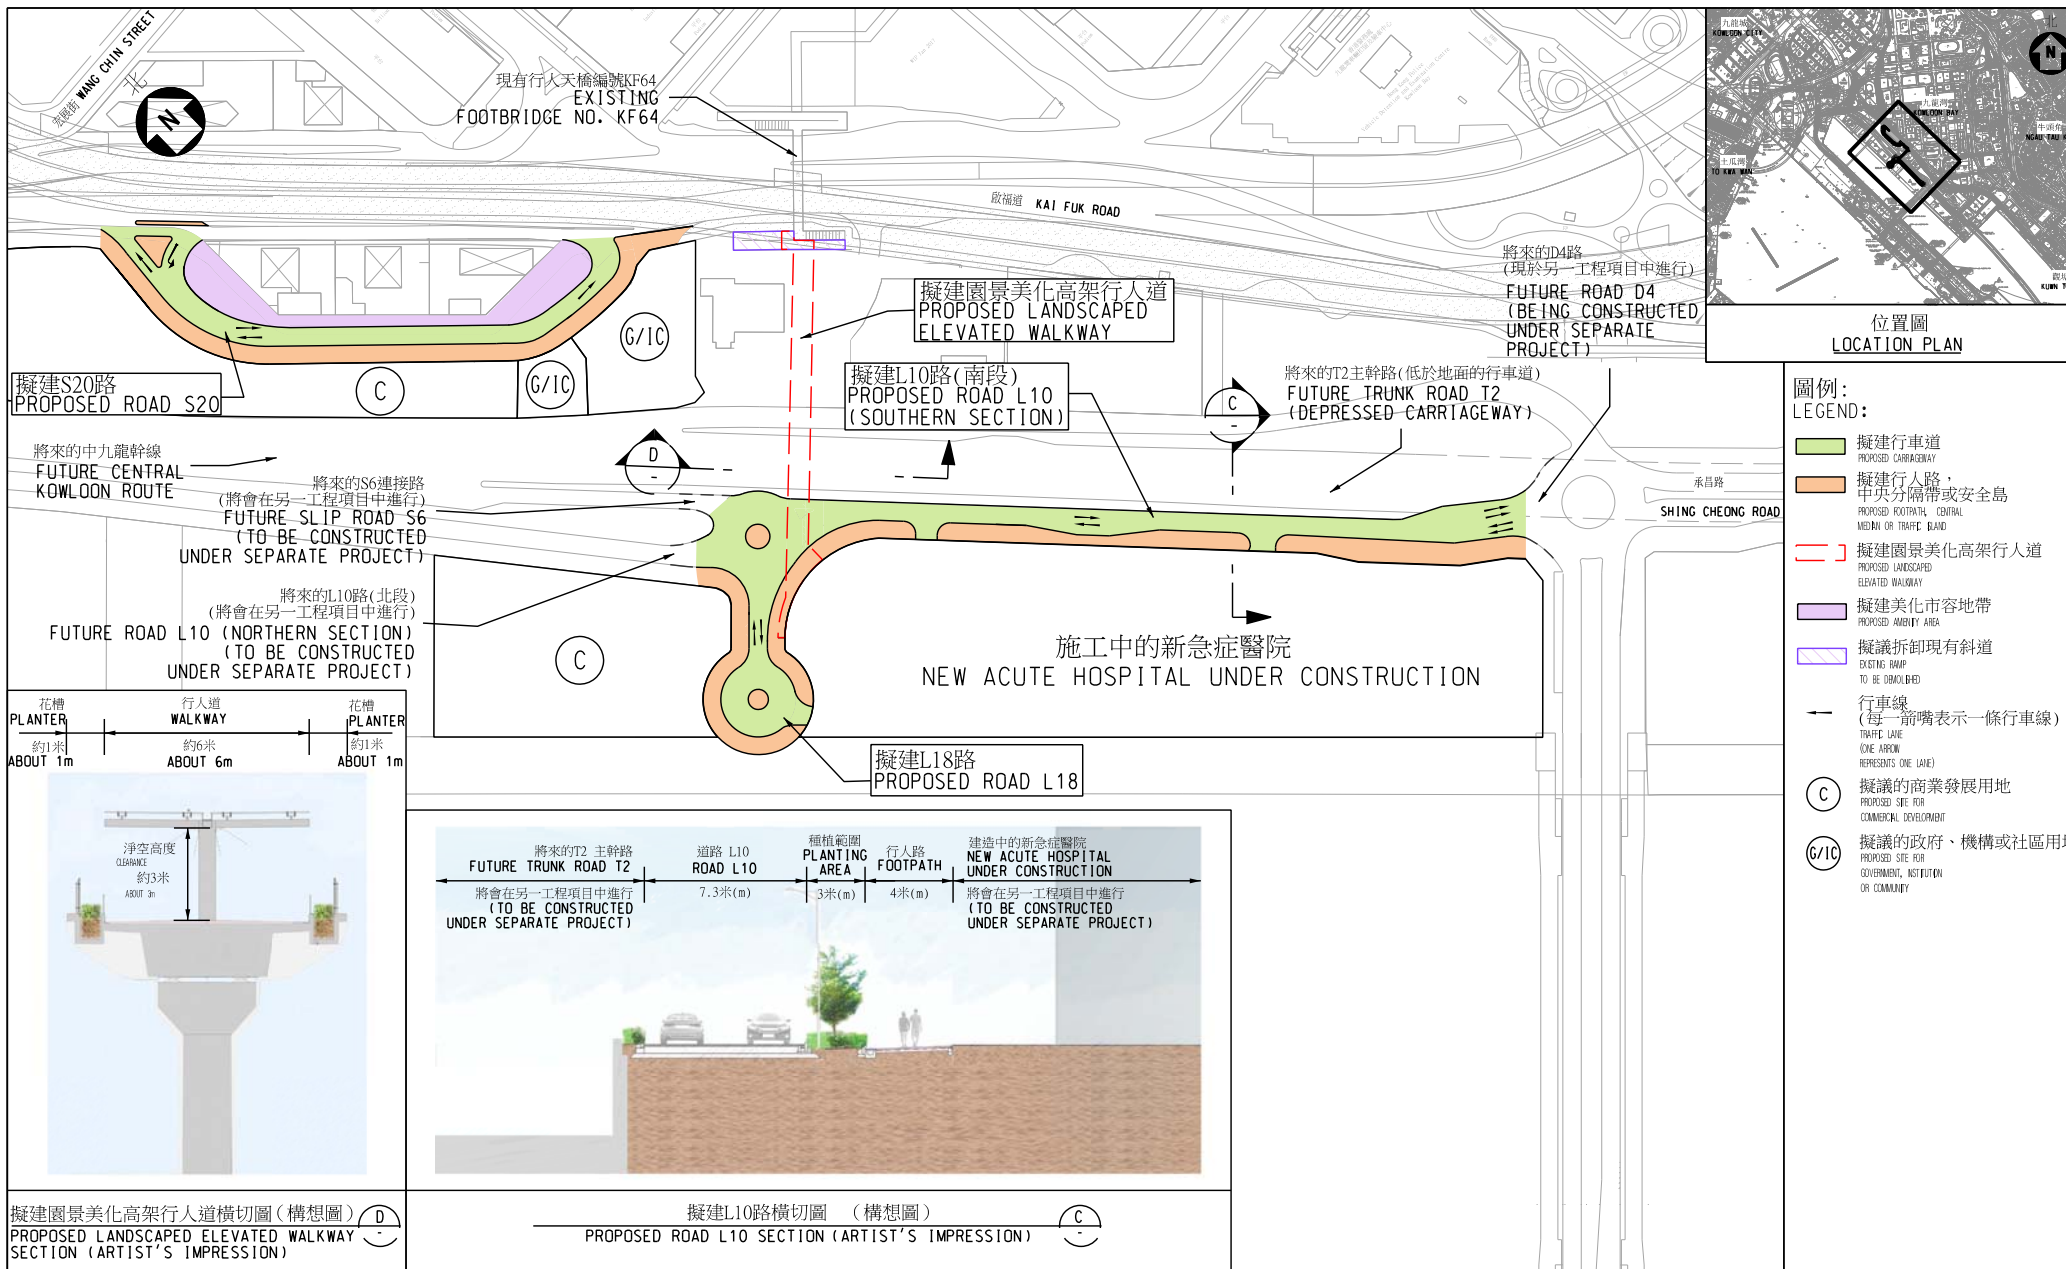 宏展街 WANG CHIN STREET
北
N
現有行人天橋編號KF64
EXISTING
FOOTBRIDGE NO. KF64
啟福道 KAI FUK ROAD
擬建園景美化高架行人道
PROPOSED LANDSCAPED
ELEVATED WALKWAY
將來的D4路
(現於另一工程項目中進行)
FUTURE ROAD D4
(BEING CONSTRUCTED
UNDER SEPARATE
PROJECT)
G/IC
G/IC
C
擬建S20路
PROPOSED ROAD S20
擬建L10路(南段)
PROPOSED ROAD L10
(SOUTHERN SECTION)
C
-
將來的T2主幹路(低於地面的行車道)
FUTURE TRUNK ROAD T2
(DEPRESSED CARRIAGEWAY)
將來的中九龍幹線
FUTURE CENTRAL
KOWLOON ROUTE
D
-
將來的S6連接路
(將會在另一工程項目中進行)
FUTURE SLIP ROAD S6
(TO BE CONSTRUCTED
UNDER SEPARATE PROJECT)
承昌路
SHING CHEONG ROAD
將來的L10路(北段)
(將會在另一工程項目中進行)
FUTURE ROAD L10 (NORTHERN SECTION)
(TO BE CONSTRUCTED
UNDER SEPARATE PROJECT)
C
施工中的新急症醫院
NEW ACUTE HOSPITAL UNDER CONSTRUCTION
擬建L18路
PROPOSED ROAD L18
九龍城
KOWLOON CITY
北
N
九龍灣
KOWLOON BAY
牛頭角
NGAU TAU K
土瓜灣
TO KWA WAN
觀塘
KUWN T
位置圖
LOCATION PLAN
圖例:
LEGEND:
擬建行車道
PROPOSED CARRIAGEWAY
擬建行人路，
中央分隔帶或安全島
PROPOSED FOOTPATH, CENTRAL
MEDIAN OR TRAFFIC ISLAND
擬建園景美化高架行人道
PROPOSED LANDSCAPED
ELEVATED WALKWAY
擬建美化市容地帶
PROPOSED AMENITY AREA
擬議拆卸現有斜道
EXISTING RAMP
TO BE DEMOLISHED
行車線
(每一箭嘴表示一條行車線)
TRAFFIC LANE
(ONE ARROW
REPRESENTS ONE LANE)
C
擬議的商業發展用地
PROPOSED SITE FOR
COMMERCIAL DEVELOPMENT
G/IC
擬議的政府、機構或社區用地
PROPOSED SITE FOR
GOVERNMENT, INSTITUTION
OR COMMUNITY
花槽 行人道 花槽
PLANTER WALKWAY PLANTER
約1米 約6米 約1米
ABOUT 1m ABOUT 6m ABOUT 1m
淨空高度
CLEARANCE
約3米
ABOUT 3m
擬建園景美化高架行人道橫切圖(構想圖)
PROPOSED LANDSCAPED ELEVATED WALKWAY
SECTION (ARTIST'S IMPRESSION)
D
-
將來的T2 主幹路
FUTURE TRUNK ROAD T2
將會在另一工程項目中進行
(TO BE CONSTRUCTED
UNDER SEPARATE PROJECT)
道路 L10
ROAD L10
7.3米(m)
種植範圍
PLANTING
AREA
3米(m)
行人路
FOOTPATH
4米(m)
建造中的新急症醫院
NEW ACUTE HOSPITAL
UNDER CONSTRUCTION
將會在另一工程項目中進行
(TO BE CONSTRUCTED
UNDER SEPARATE PROJECT)
擬建L10路橫切圖 (構想圖)
PROPOSED ROAD L10 SECTION (ARTIST'S IMPRESSION)
C
-